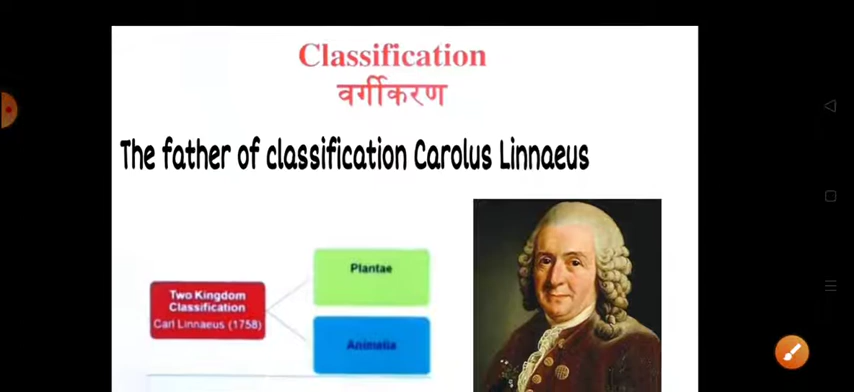 Classification
वर्गीकरण
The father of classification Carolus Linnaeus
Plantae
Two Kingdom
Classification
Carl Linnaeus (1758)
Animalia